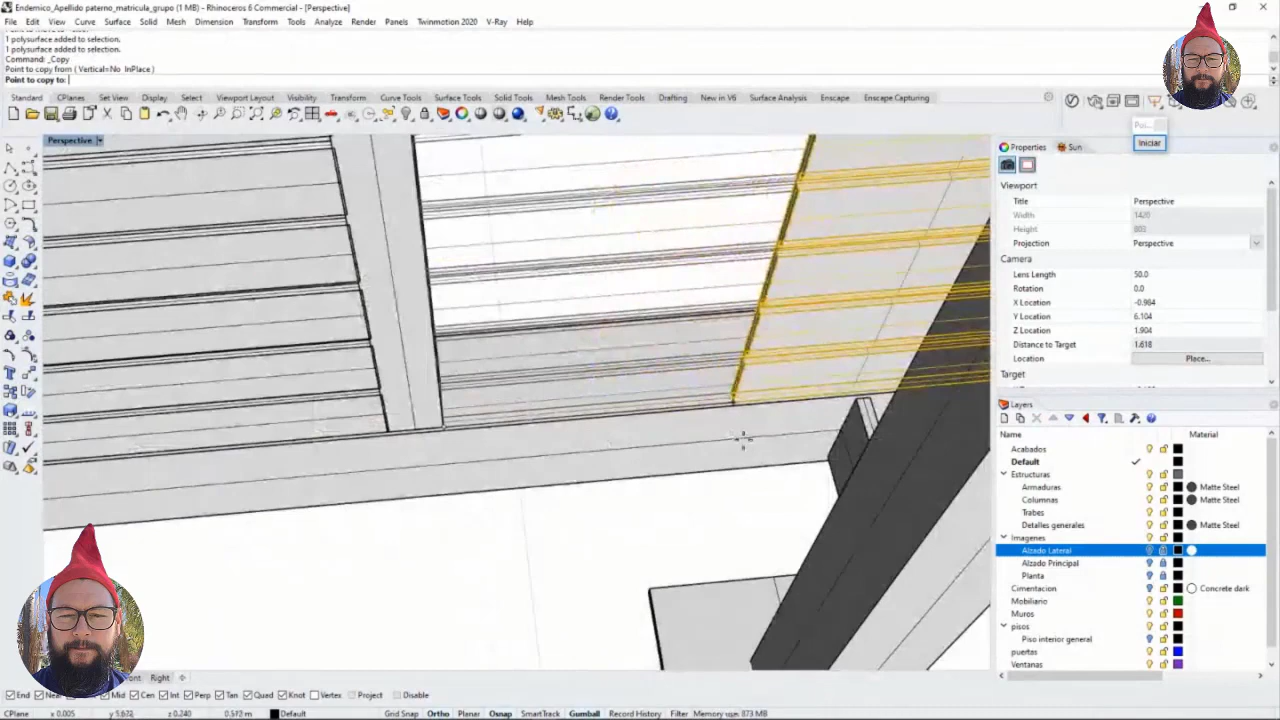 Endemico_Apellido paterno_matricula_grupo (1 MB) - Rhinoceros 6 Commercial - [Perspective]
File Edit View Curve Surface Solid Mesh Dimension Transform Tools Analyze Render Panels Twinmotion 2020 V-Ray Help
1 polysurface added to selection.
1 polysurface added to selection.
Command: _Copy
Point to copy from ( Vertical=No InPlace )
Point to copy to:
Standard CPlanes Set View Display Select Viewport Layout Visibility Transform Curve Tools Surface Tools Solid Tools Mesh Tools Render Tools Drafting New in V6 Surface Analysis Enscape Enscape Capturing
Iniciar
Perspective
Properties Sun
Viewport
Title Perspective
Width 1420
Height 803
Projection Perspective
Camera
Lens Length 50.0
Rotation 0.0
X Location -0.984
Y Location 6.104
Z Location 1.904
Distance to Target 1.618
Location Place...
Target
Layers
Name Material
Acabados
Default
Estructuras
Armaduras Matte Steel
Columnas Matte Steel
Trabes
Detalles generales Matte Steel
Imagenes
Alzado Lateral
Alzado Principal
Planta
Cimentacion Concrete dark
Mobiliario
Muros
pisos
Piso interior general
puertas
Ventanas
Right
End Mid Cen Int Perp Tan Quad Knot Vertex Project Disable
CPlane x 0.005 y 1.672 z 0.240 0.572 m Default Grid Snap Ortho Planar Osnap SmartTrack Gumball Record History Filter Memory use: 873 MB